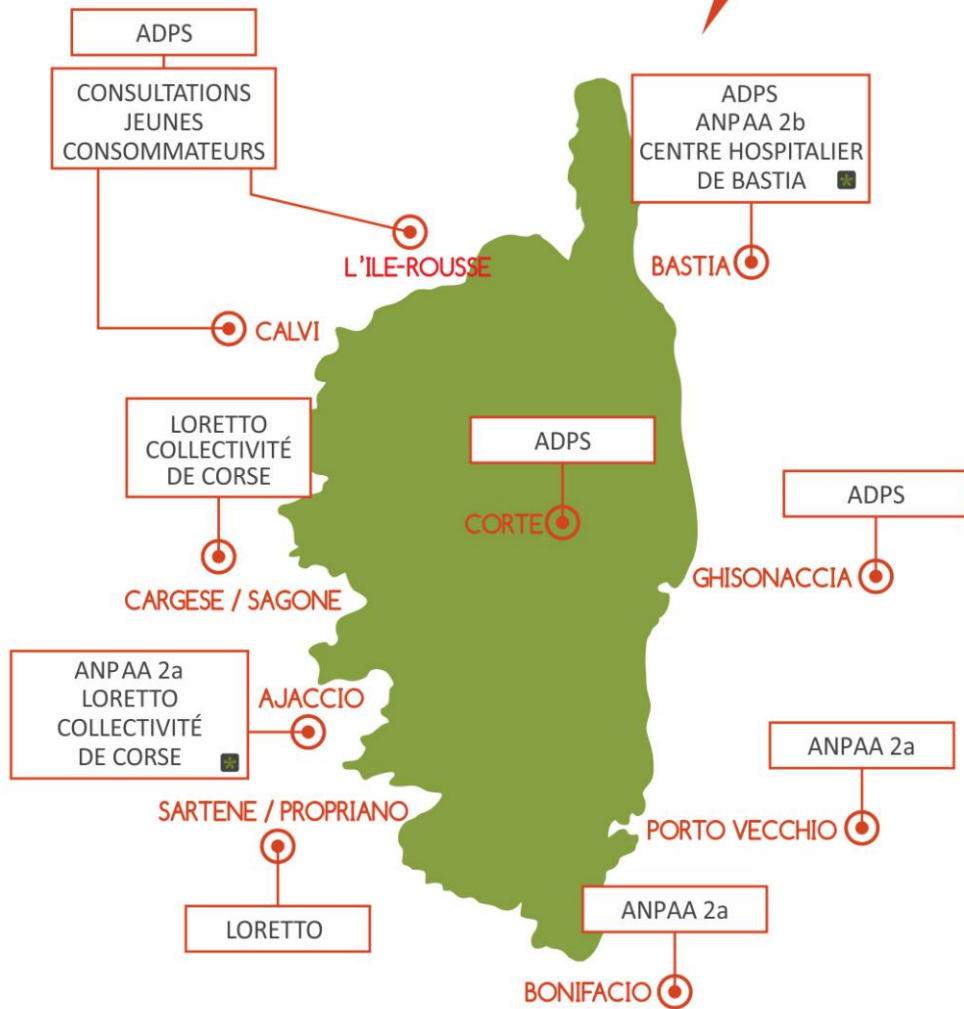 ADPS
CONSULTATIONS
JEUNES
CONSOMMATEURS
ADPS
ANPAA 2b
CENTRE HOSPITALIER
DE BASTIA *
L'ILE-ROUSSE
BASTIA
CALVI
LORETTO
COLLECTIVITÉ
DE CORSE
ADPS
CORTE
ADPS
GHISONACCIA
CARGESE / SAGONE
ANPAA 2a
LORETTO
COLLECTIVITÉ
DE CORSE *
AJACCIO
ANPAA 2a
PORTO VECCHIO
SARTENE / PROPRIANO
LORETTO
ANPAA 2a
BONIFACIO